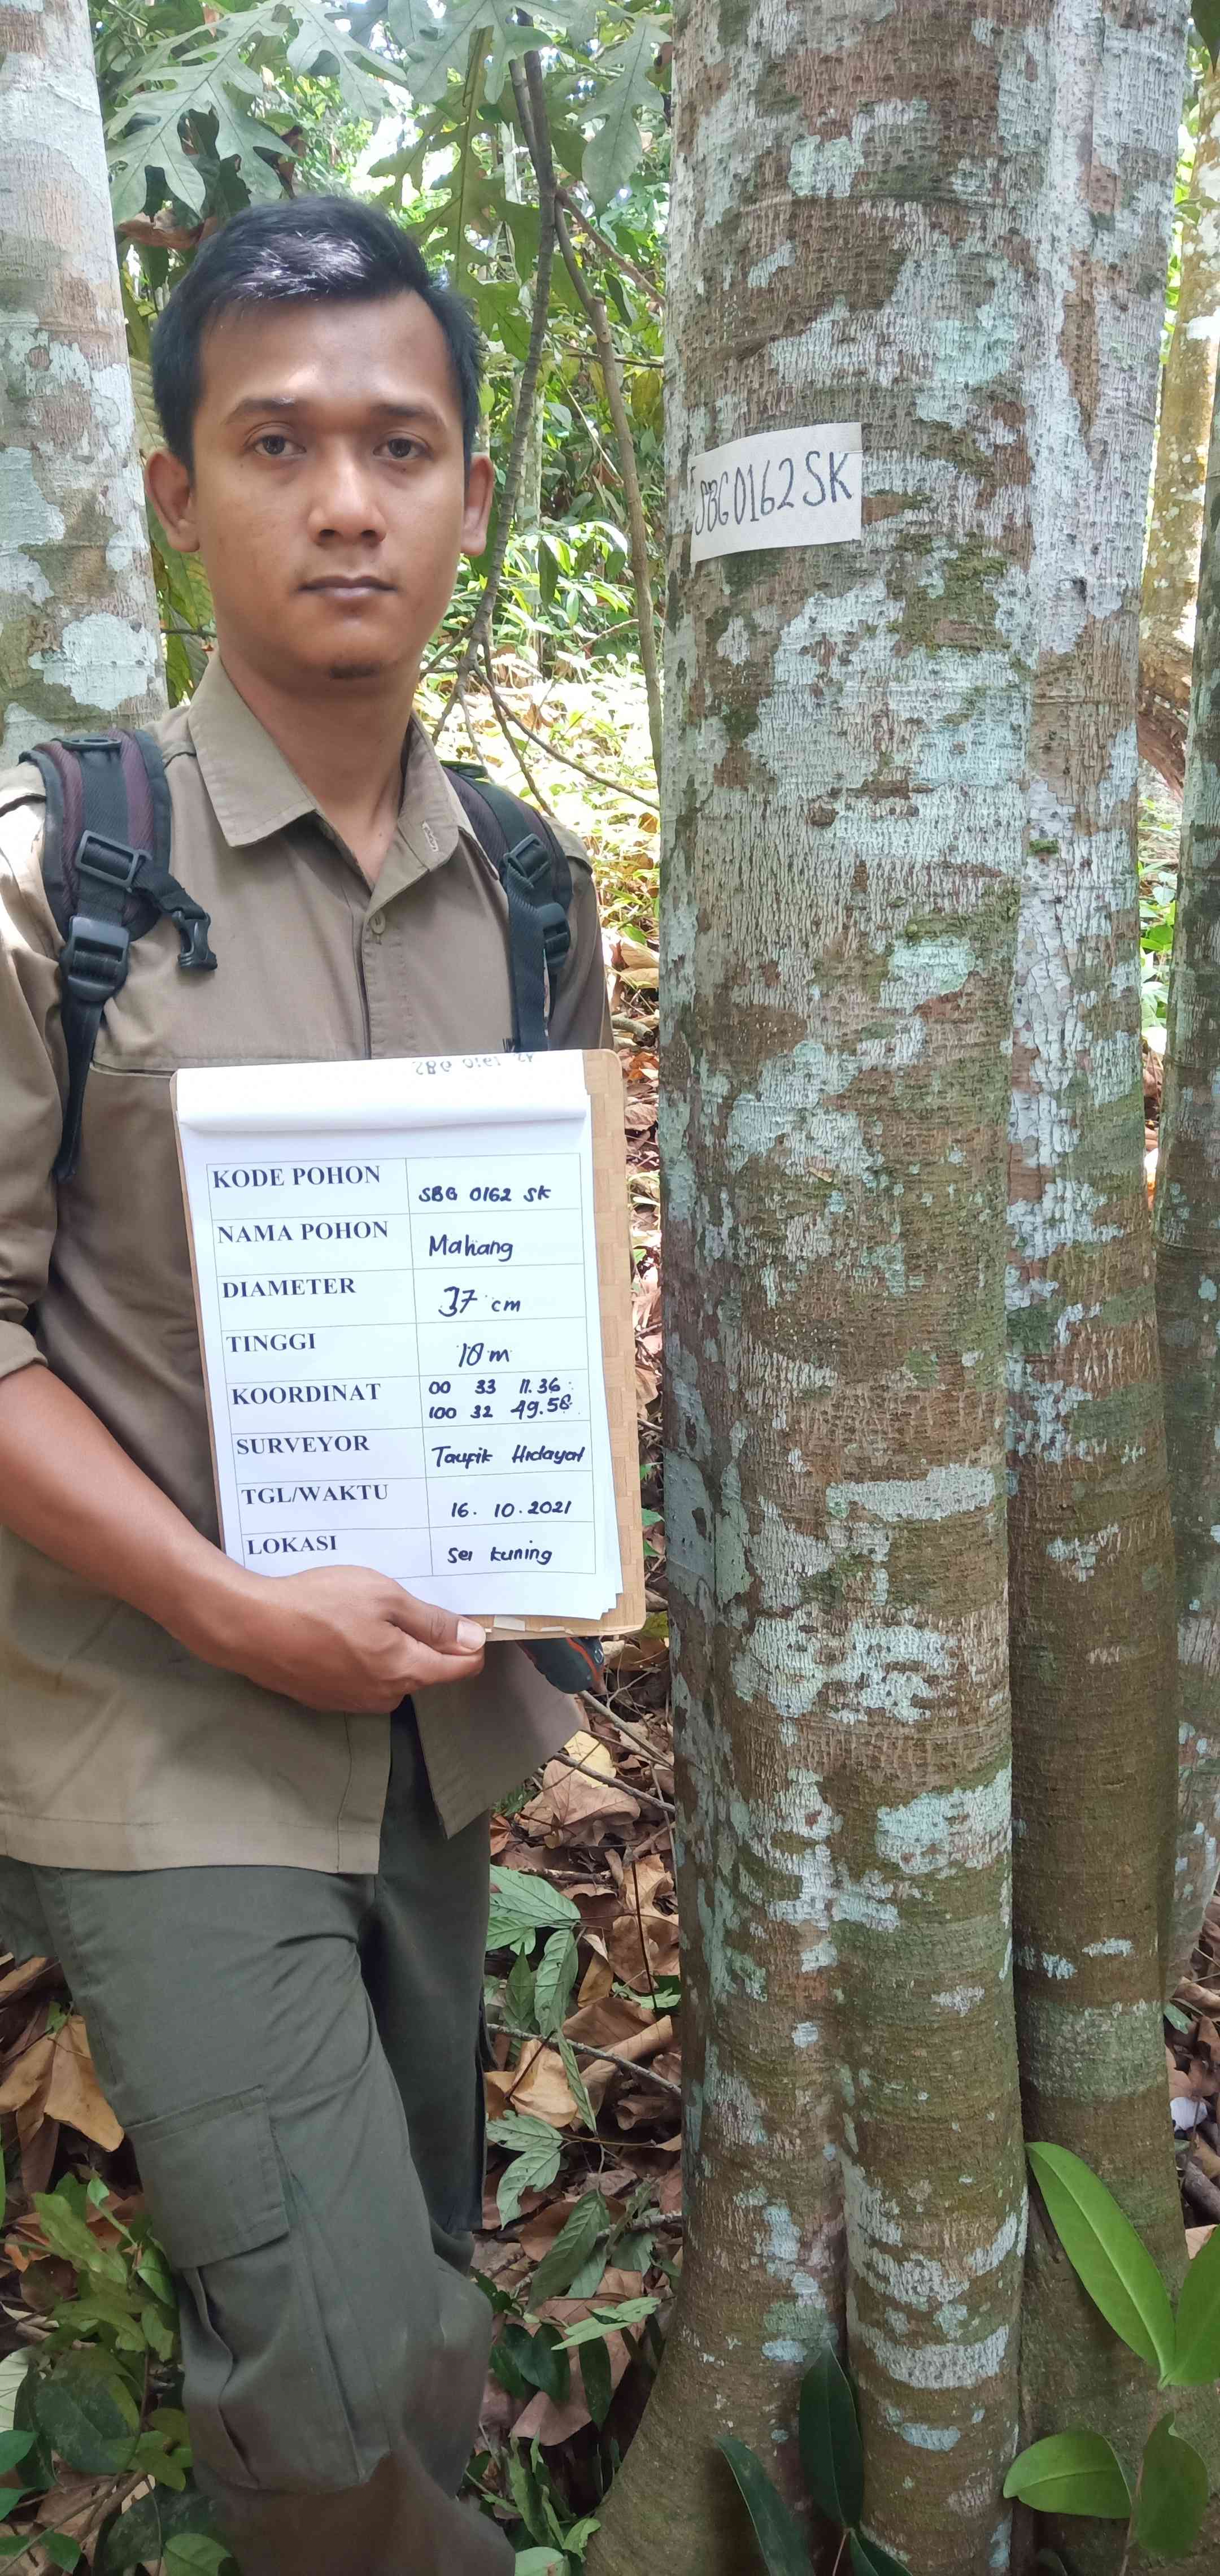 SBG0162SK
KODE POHON SBG 0162 SK
NAMA POHON Mahang
DIAMETER 37 cm
TINGGI 18 m
KOORDINAT 00 33 11.36
100 32 49.56
SURVEYOR Taufik Hidayat
TGL/WAKTU 16. 10. 2021
LOKASI Sei Kuning